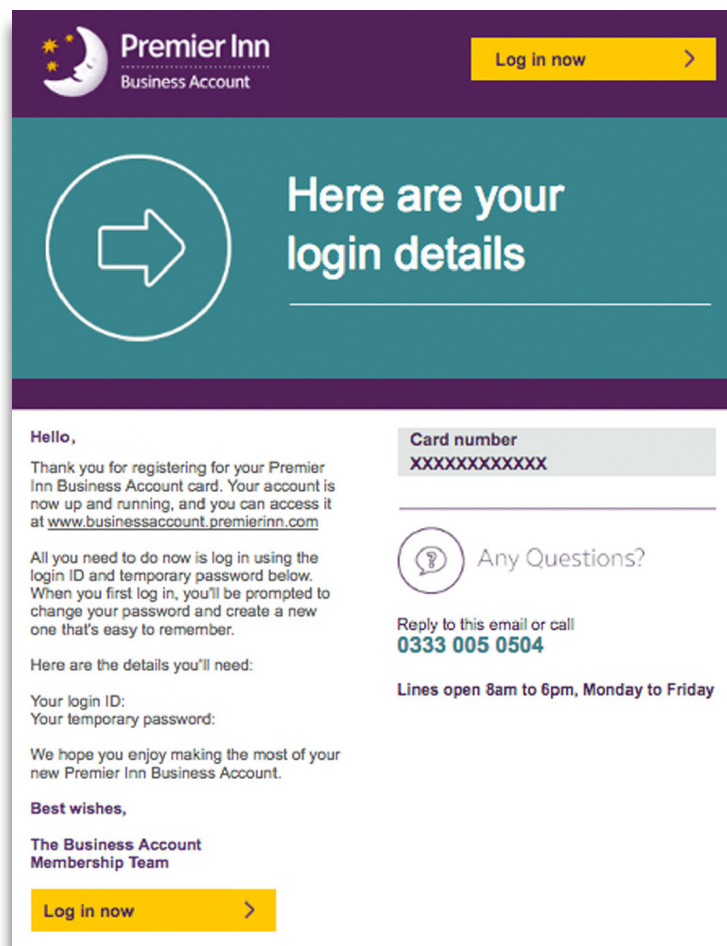 Premier Inn
Business Account
Log in now
Here are your
login details
Hello,
Thank you for registering for your Premier
Inn Business Account card. Your account is
now up and running, and you can access it
at www.businessaccount.premierinn.com
All you need to do now is log in using the
login ID and temporary password below.
When you first log in, you'll be prompted to
change your password and create a new
one that's easy to remember.
Here are the details you'll need:
Your login ID:
Your temporary password:
We hope you enjoy making the most of your
new Premier Inn Business Account.
Best wishes,
The Business Account
Membership Team
Log in now
Card number
XXXXXXXXXXXX
?
Any Questions?
Reply to this email or call
0333 005 0504
Lines open 8am to 6pm, Monday to Friday